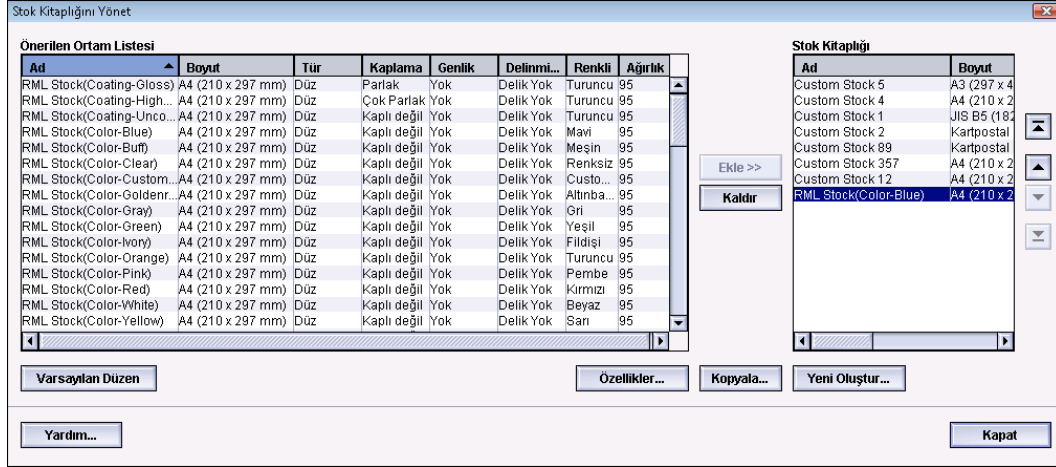 Stok Kitaplığını Yönet
Önerilen Ortam Listesi
Ad Boyut Tür Kaplama Genlik Delinmi... Renkli Ağırlık
RML Stock(Coating-Gloss) A4 (210 x 297 mm) Düz Parlak Yok Delik Yok Turuncu 95
RML Stock(Coating-High... A4 (210 x 297 mm) Düz Çok Parlak Yok Delik Yok Turuncu 95
RML Stock(Coating-Unco... A4 (210 x 297 mm) Düz Kaplı değil Yok Delik Yok Turuncu 95
RML Stock(Color-Blue) A4 (210 x 297 mm) Düz Kaplı değil Yok Delik Yok Mavi 95
RML Stock(Color-Buff) A4 (210 x 297 mm) Düz Kaplı değil Yok Delik Yok Meşin 95
RML Stock(Color-Clear) A4 (210 x 297 mm) Düz Kaplı değil Yok Delik Yok Renksiz 95
RML Stock(Color-Custom... A4 (210 x 297 mm) Düz Kaplı değil Yok Delik Yok Custo... 95
RML Stock(Color-Goldenr... A4 (210 x 297 mm) Düz Kaplı değil Yok Delik Yok Altınba... 95
RML Stock(Color-Gray) A4 (210 x 297 mm) Düz Kaplı değil Yok Delik Yok Gri 95
RML Stock(Color-Green) A4 (210 x 297 mm) Düz Kaplı değil Yok Delik Yok Yeşil 95
RML Stock(Color-Ivory) A4 (210 x 297 mm) Düz Kaplı değil Yok Delik Yok Fildişi 95
RML Stock(Color-Orange) A4 (210 x 297 mm) Düz Kaplı değil Yok Delik Yok Turuncu 95
RML Stock(Color-Pink) A4 (210 x 297 mm) Düz Kaplı değil Yok Delik Yok Pembe 95
RML Stock(Color-Red) A4 (210 x 297 mm) Düz Kaplı değil Yok Delik Yok Kırmızı 95
RML Stock(Color-White) A4 (210 x 297 mm) Düz Kaplı değil Yok Delik Yok Beyaz 95
RML Stock(Color-Yellow) A4 (210 x 297 mm) Düz Kaplı değil Yok Delik Yok Sarı 95
Ekle >>
Kaldır
Stok Kitaplığı
Ad Boyut
Custom Stock 5 A3 (297 x 4
Custom Stock 4 A4 (210 x 2
Custom Stock 1 JIS B5 (182
Custom Stock 2 Kartpostal
Custom Stock 89 Kartpostal
Custom Stock 357 A4 (210 x 2
Custom Stock 12 A4 (210 x 2
RML Stock(Color-Blue) A4 (210 x 2
Varsayılan Düzen Özellikler... Kopyala... Yeni Oluştur...
Yardım... Kapat